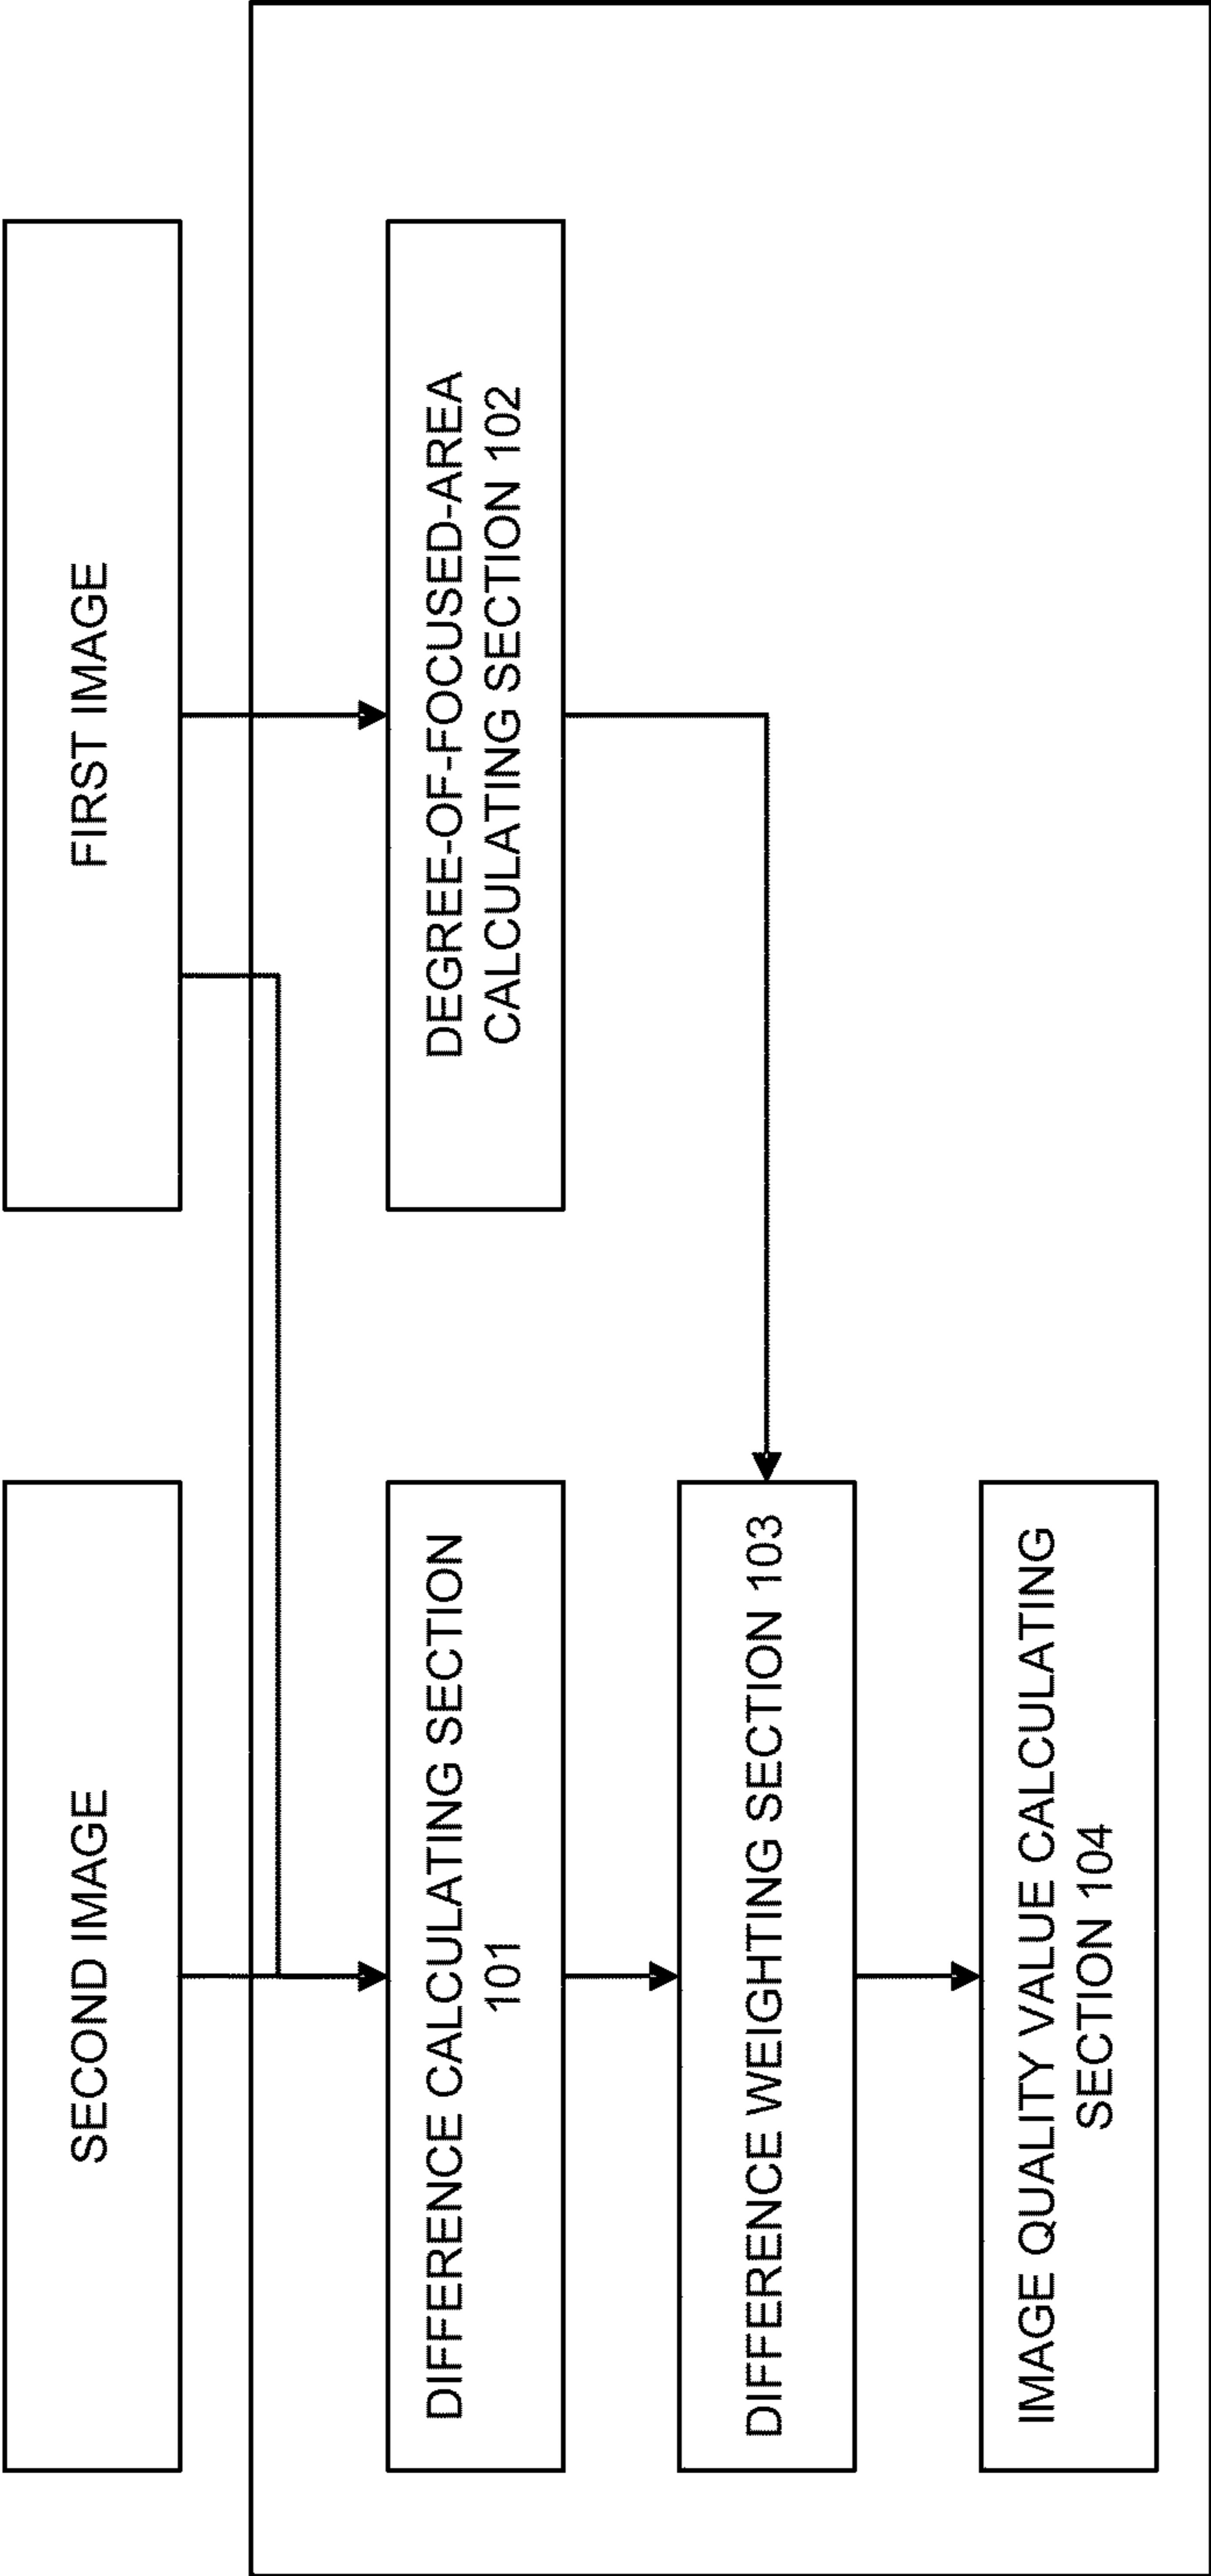 SECOND IMAGE
FIRST IMAGE
DIFFERENCE CALCULATING SECTION
101
DEGREE-OF-FOCUSED-AREA
CALCULATING SECTION 102
DIFFERENCE WEIGHTING SECTION 103
IMAGE QUALITY VALUE CALCULATING
SECTION 104